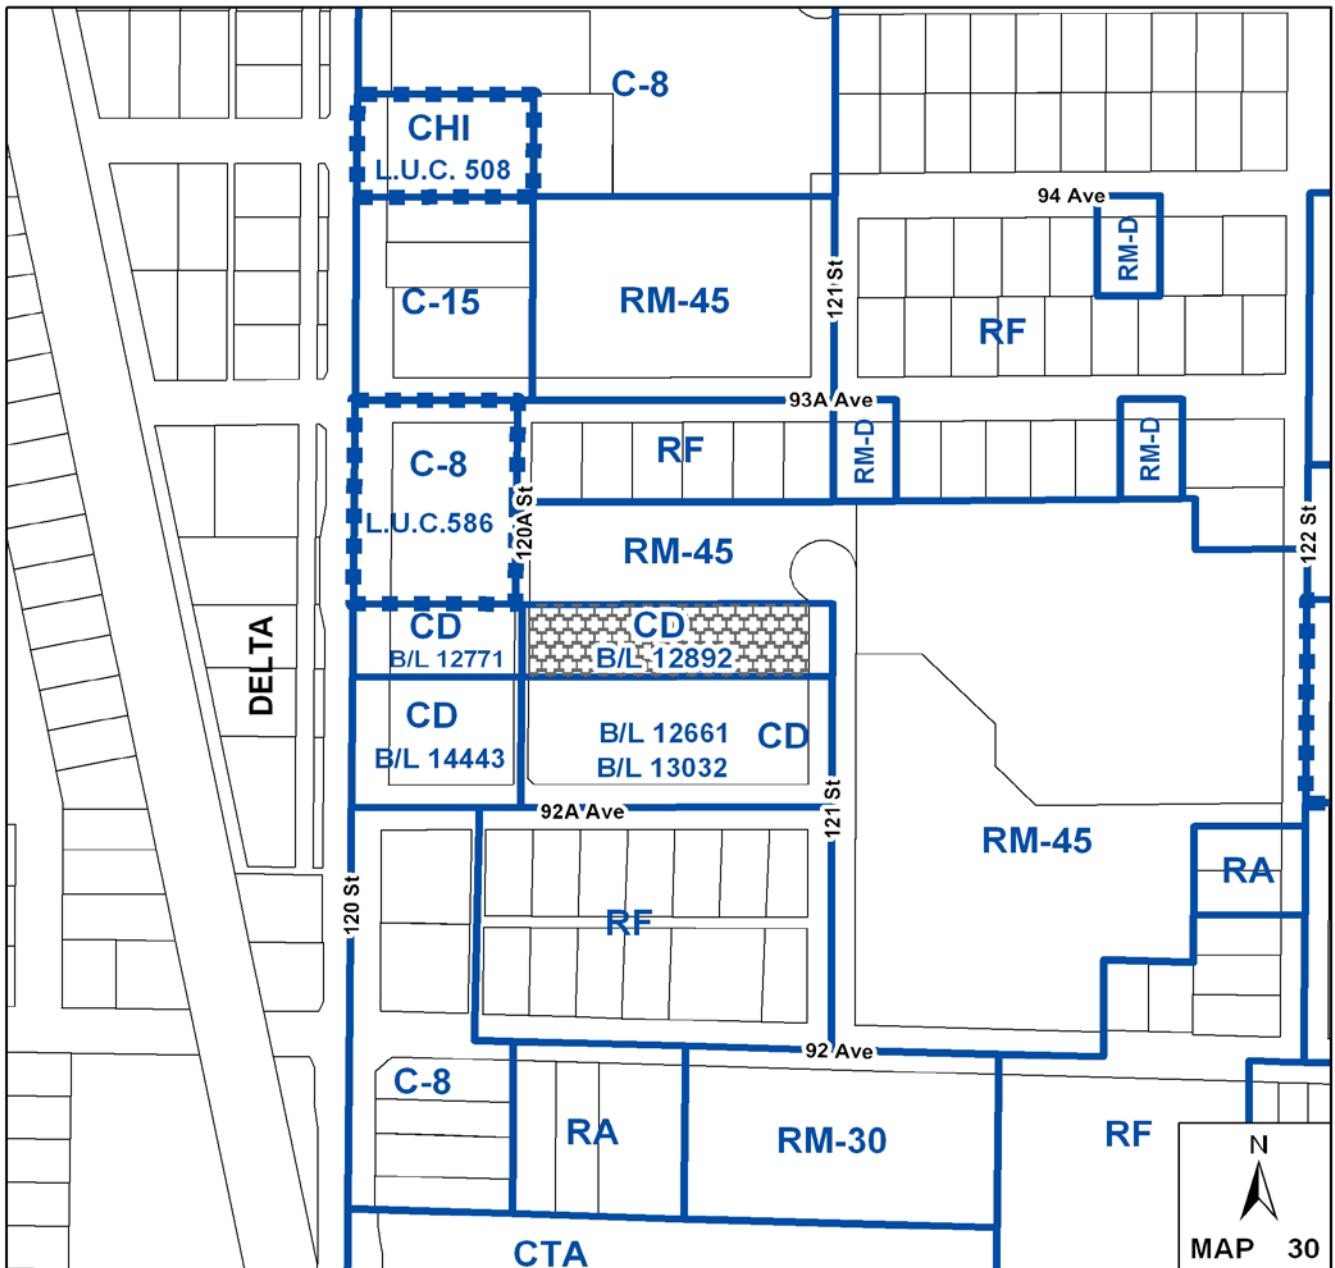 C-8
CHI
L.U.C. 508
94 Ave
RM-D
121 St
C-15
RM-45
RF
93A Ave
C-8
RF
RM-D
RM-D
L.U.C.586
120A St
RM-45
122 St
CD
B/L 12771
CD
B/L 12892
DELTA
CD
B/L 14443
B/L 12661
B/L 13032
CD
92A Ave
121 St
RM-45
RA
120 St
RF
92 Ave
C-8
RA
RM-30
RF
N
MAP 30
CTA